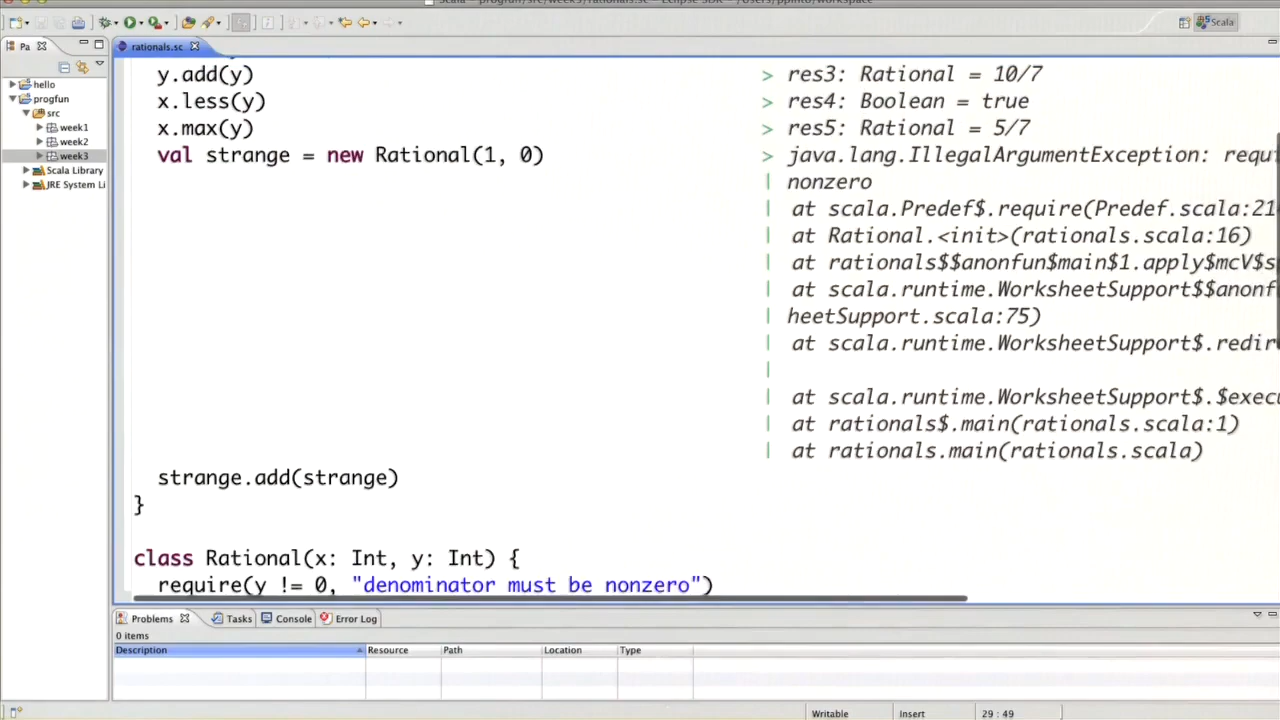 Scala - progfun/src/week3/rationals.sc - Eclipse SDK - /Users/ppinto/workspace
Scala
Pa
rationals.sc
hello
progfun
src
week1
week2
week3
Scala Library
JRE System Li
y.add(y) > res3: Rational = 10/7
x.less(y) > res4: Boolean = true
x.max(y) > res5: Rational = 5/7
val strange = new Rational(1, 0) > java.lang.IllegalArgumentException: requ
| nonzero
| at scala.Predef$.require(Predef.scala:21
| at Rational.<init>(rationals.scala:16)
| at rationals$$anonfun$main$1.apply$mcV$s
| at scala.runtime.WorksheetSupport$$anonf
| heetSupport.scala:75)
| at scala.runtime.WorksheetSupport$.redir
|
| at scala.runtime.WorksheetSupport$.$exec
| at rationals$.main(rationals.scala:1)
| at rationals.main(rationals.scala)
strange.add(strange)
}
class Rational(x: Int, y: Int) {
require(y != 0, "denominator must be nonzero")
Problems Tasks Console Error Log
0 items
Description Resource Path Location Type
Writable Insert 29 : 49